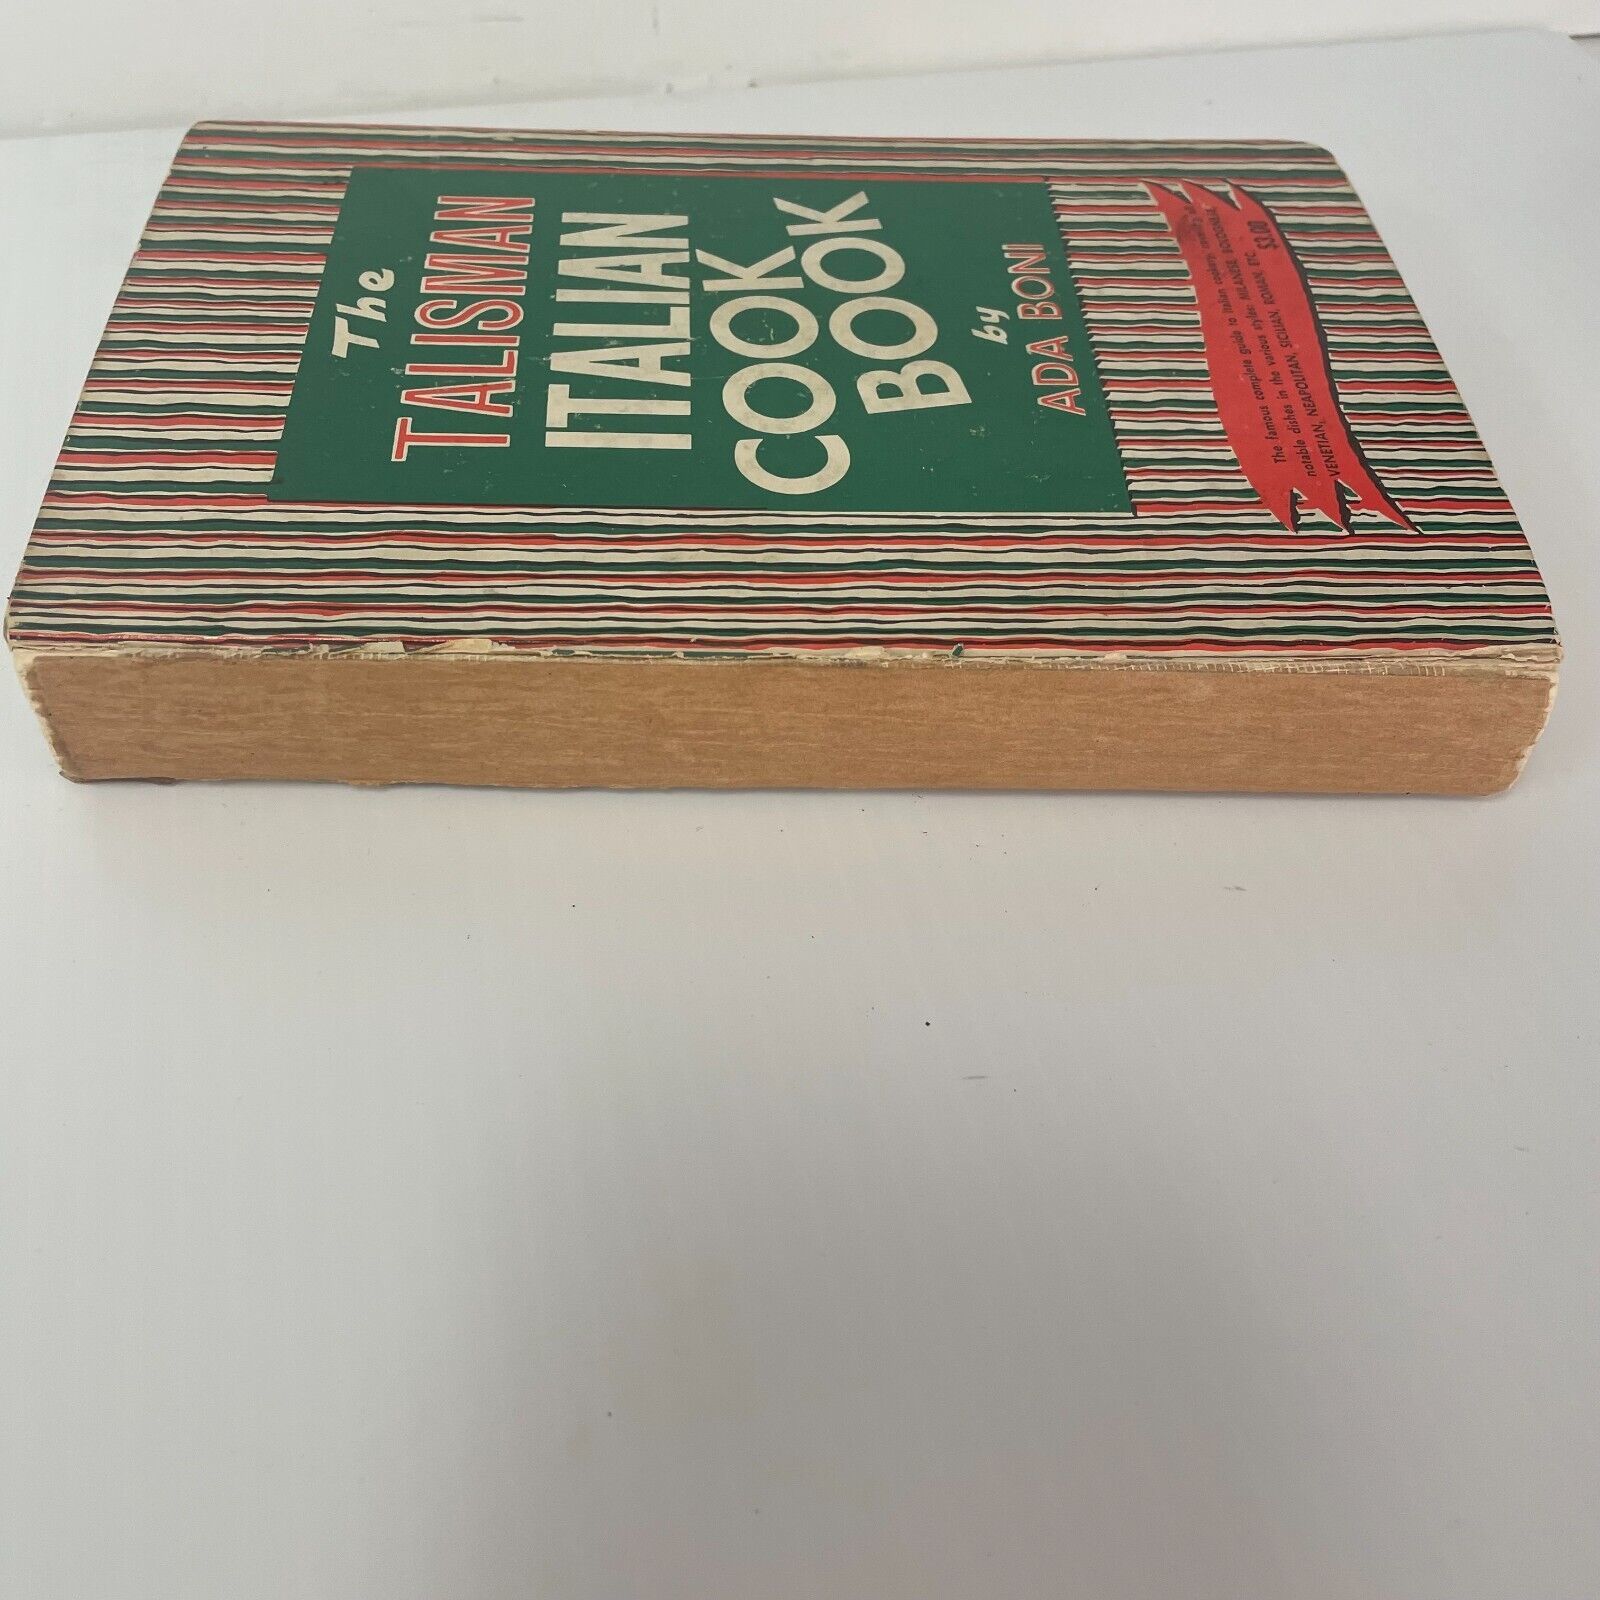 The
TALISMAN
ITALIAN
COOK
BOOK
by
ADA BONI
The famous complete guide to Italian cookery,
notable dishes in the various styles: MILANESE, BOLOGNESE,
VENETIAN, NEAPOLITAN, SICILIAN, ROMAN, ETC. $3.00